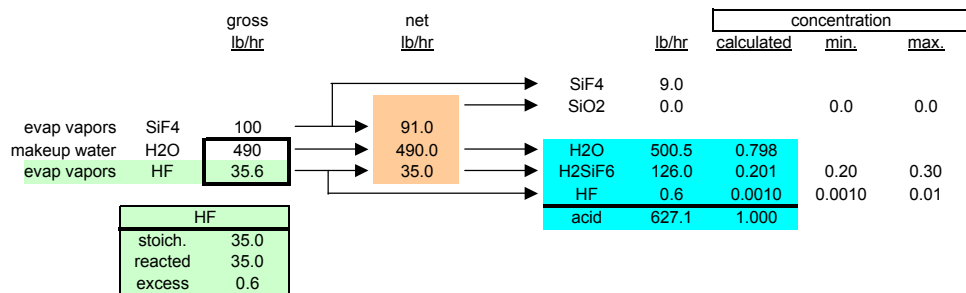 gross net concentration
lb/hr lb/hr lb/hr calculated min. max.
SiF4 9.0
SiO2 0.0 0.0 0.0
evap vapors SiF4 100 91.0
makeup water H2O 490 490.0 H2O 500.5 0.798
evap vapors HF 35.6 35.0 H2SiF6 126.0 0.201 0.20 0.30
HF 0.6 0.0010 0.0010 0.01
HF acid 627.1 1.000
stoich. 35.0
reacted 35.0
excess 0.6